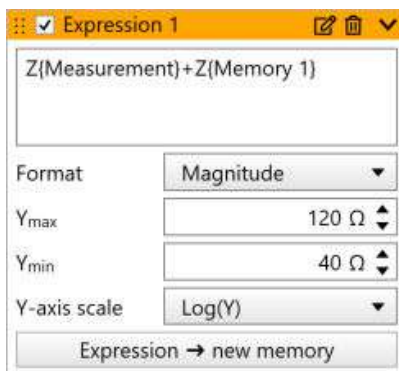 Expression 1
Z{Measurement}+Z{Memory 1}
Format Magnitude
Ymax 120 Ω
Ymin 40 Ω
Y-axis scale Log(Y)
Expression → new memory